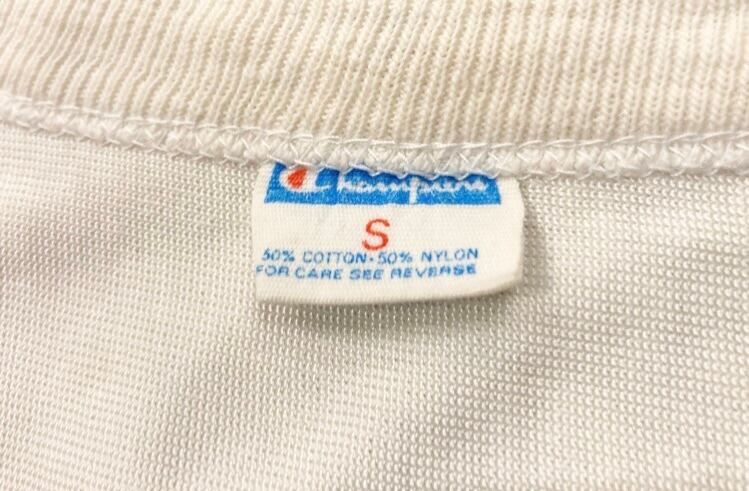 Champion
S
50% COTTON·50% NYLON
FOR CARE SEE REVERSE